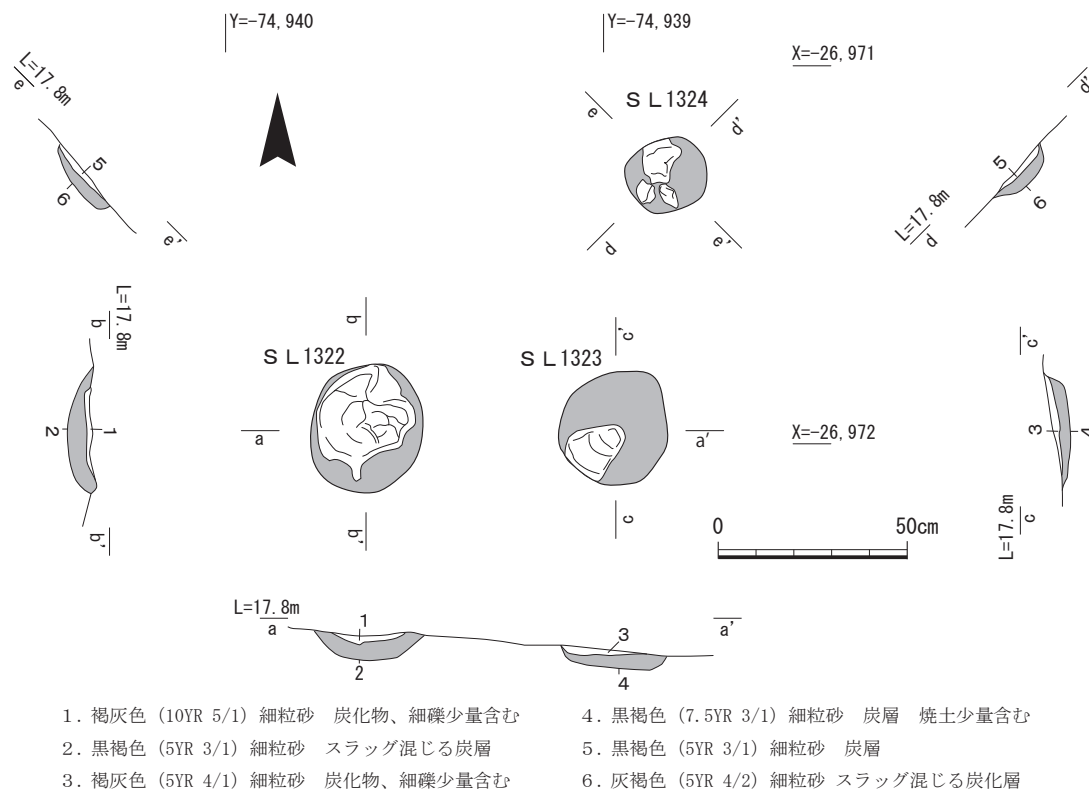 Y=-74,940
Y=-74,939
X=-26,971
L=17.8m
e
e'
5
6
ＳＬ1324
e
d'
d
e'
d'
5
6
L=17.8m
d
L=17.8m
b
b'
2
1
ＳＬ1322
b
b'
a
ＳＬ1323
c'
c
a'
X=-26,972
c'
3
4
L=17.8m
c
0
50cm
L=17.8m
a
1
2
3
4
a'
1. 褐灰色 (10YR 5/1) 細粒砂　炭化物、細礫少量含む
2. 黒褐色 (5YR 3/1) 細粒砂　スラッグ混じる炭層
3. 褐灰色 (5YR 4/1) 細粒砂　炭化物、細礫少量含む
4. 黒褐色 (7.5YR 3/1) 細粒砂　炭層　焼土少量含む
5. 黒褐色 (5YR 3/1) 細粒砂　炭層
6. 灰褐色 (5YR 4/2) 細粒砂 スラッグ混じる炭化層